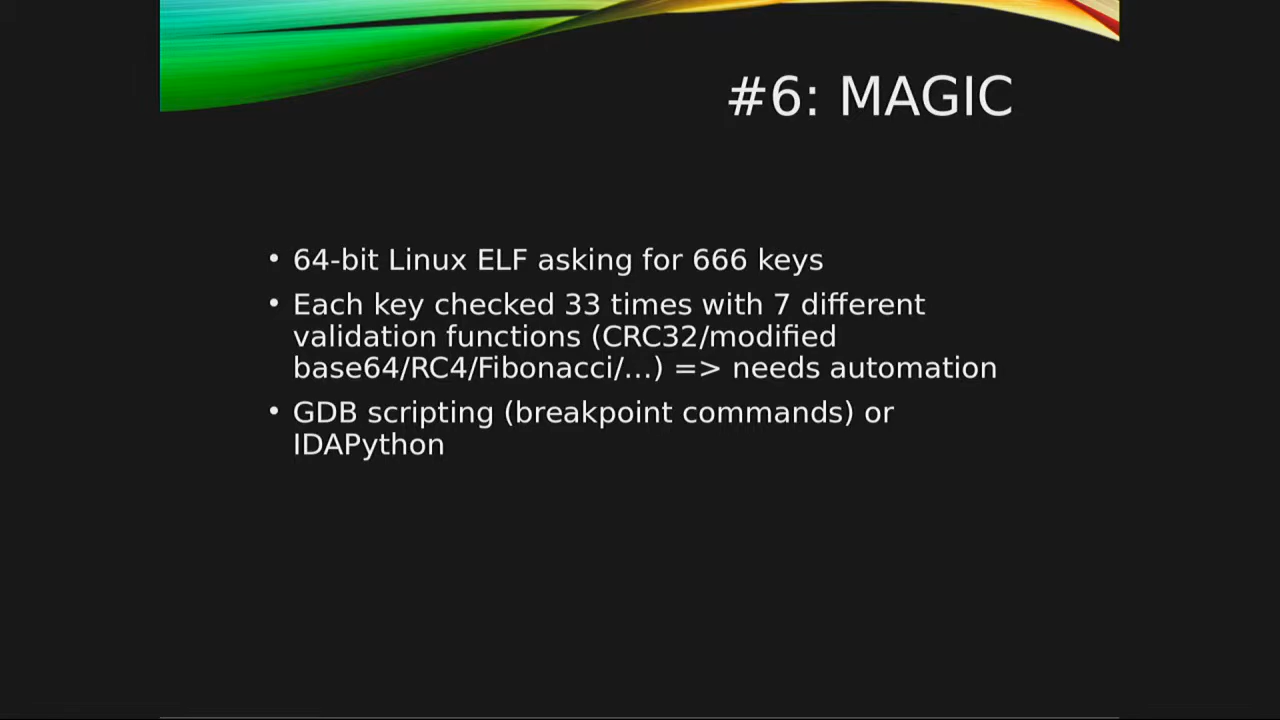 #6: MAGIC
• 64-bit Linux ELF asking for 666 keys
• Each key checked 33 times with 7 different
validation functions (CRC32/modified
base64/RC4/Fibonacci/…) => needs automation
• GDB scripting (breakpoint commands) or
IDAPython